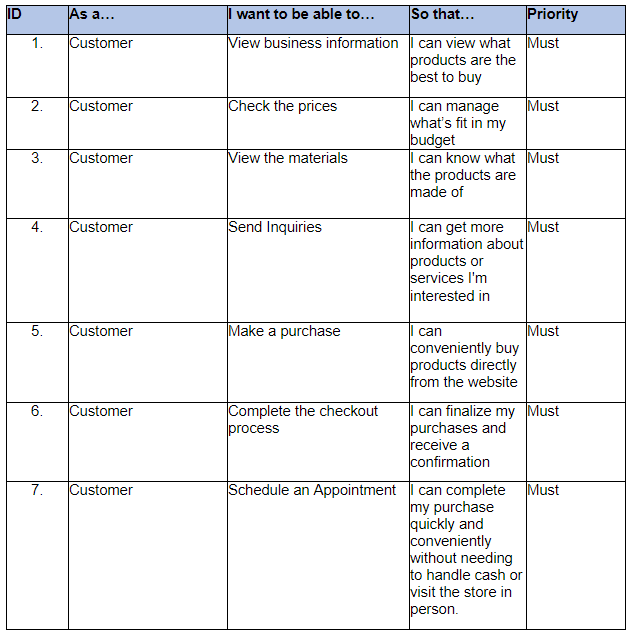 ID As a… I want to be able to… So that… Priority
1. Customer View business information I can view what Must
products are the
best to buy
2. Customer Check the prices I can manage Must
what's fit in my
budget
3. Customer View the materials I can know what Must
the products are
made of
4. Customer Send Inquiries I can get more Must
information about
products or
services I'm
interested in
5. Customer Make a purchase I can Must
conveniently buy
products directly
from the website
6. Customer Complete the checkout I can finalize my Must
process purchases and
receive a
confirmation
7. Customer Schedule an Appointment I can complete Must
my purchase
quickly and
conveniently
without needing
to handle cash or
visit the store in
person.